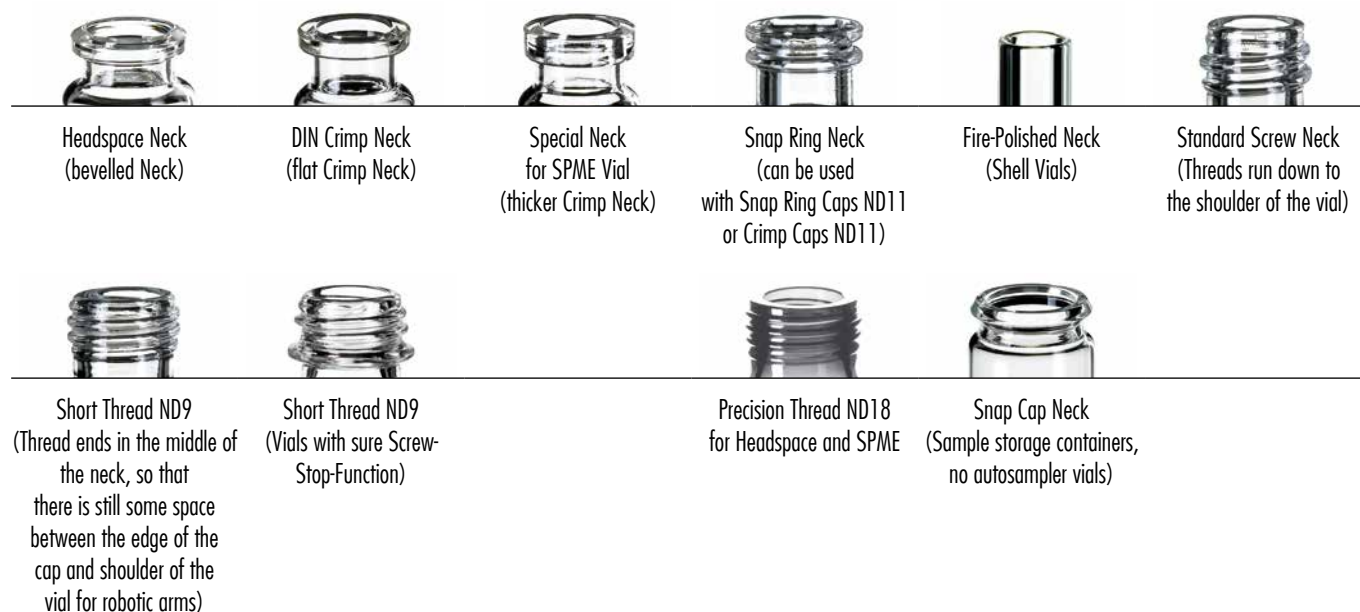 Headspace Neck
(bevelled Neck)
DIN Crimp Neck
(flat Crimp Neck)
Special Neck
for SPME Vial
(thicker Crimp Neck)
Snap Ring Neck
(can be used
with Snap Ring Caps ND11
or Crimp Caps ND11)
Fire-Polished Neck
(Shell Vials)
Standard Screw Neck
(Threads run down to
the shoulder of the vial)
Short Thread ND9
(Thread ends in the middle of
the neck, so that
there is still some space
between the edge of the
cap and shoulder of the
vial for robotic arms)
Short Thread ND9
(Vials with sure Screw-
Stop-Function)
Precision Thread ND18
for Headspace and SPME
Snap Cap Neck
(Sample storage containers,
no autosampler vials)